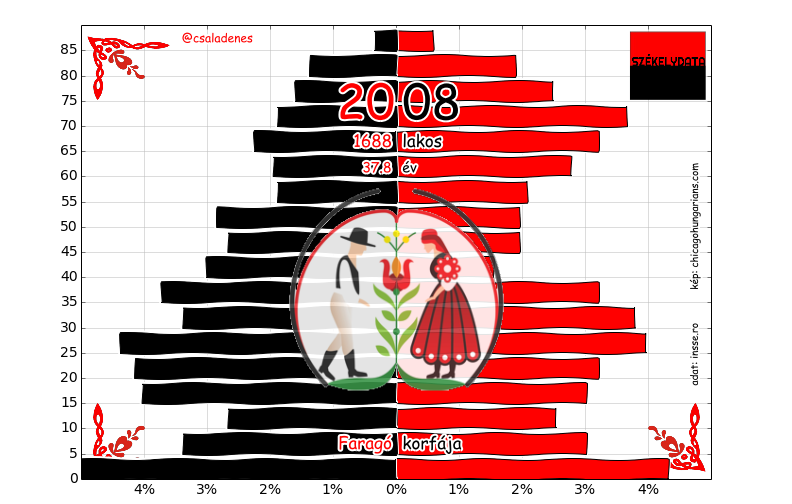 @csaladenes
SZÉKELYDATA
2008
1688 lakos
37.8 év
kép: chicagohungarians.com
adat: insse.ro
Faragó korfája
85
80
75
70
65
60
55
50
45
40
35
30
25
20
15
10
5
0
4% 3% 2% 1% 0% 1% 2% 3% 4%